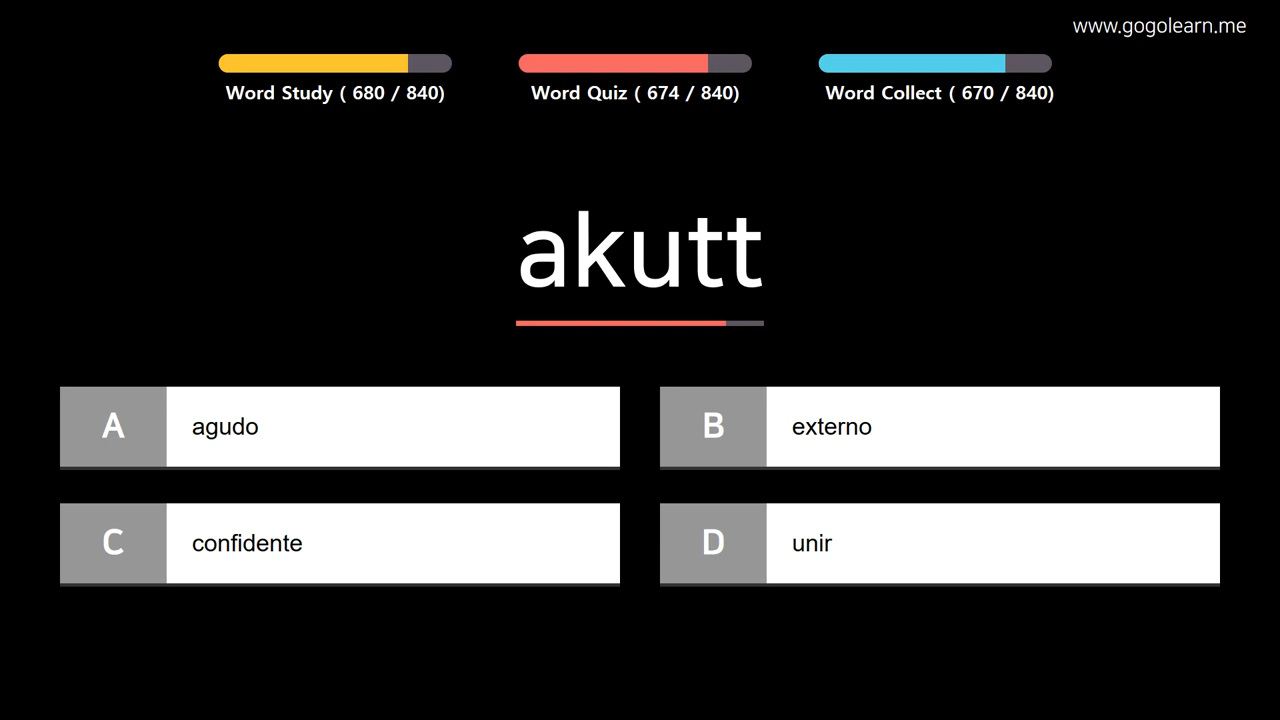 www.gogolearn.me
Word Study ( 680 / 840)
Word Quiz ( 674 / 840)
Word Collect ( 670 / 840)
akutt
A agudo
B externo
C confidente
D unir